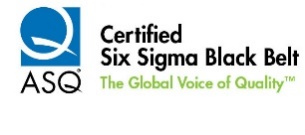 Certified
Six Sigma Black Belt
ASQ The Global Voice of Quality™